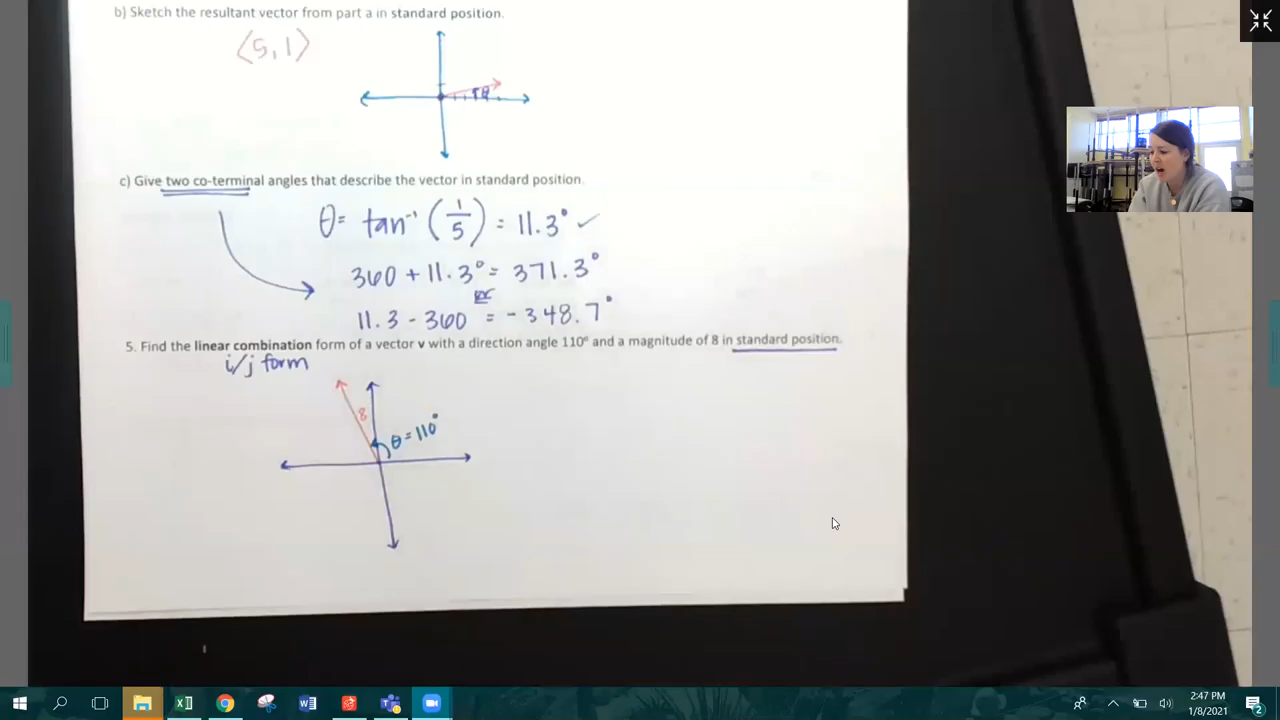 b) Sketch the resultant vector from part a in standard position.
⟨5, 1⟩
θ
c) Give two co-terminal angles that describe the vector in standard position.
θ = tan⁻¹ (1/5) = 11.3° ✓
360 + 11.3° = 371.3°
or
11.3 - 360 = -348.7°
5. Find the linear combination form of a vector v with a direction angle 110° and a magnitude of 8 in standard position.
i/j form
8
θ = 110°
2:47 PM
1/8/2021
2